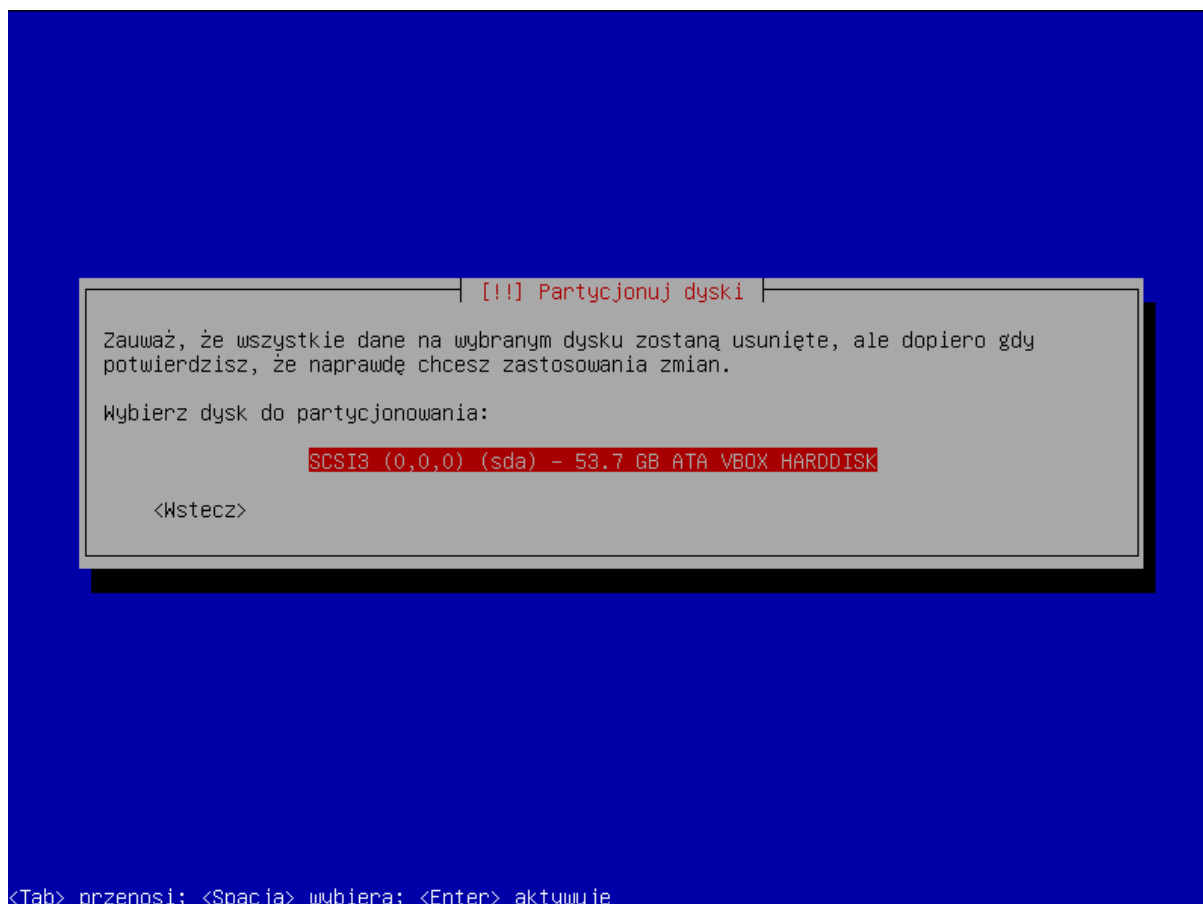 [!!] Partycjonuj dyski
Zauważ, że wszystkie dane na wybranym dysku zostaną usunięte, ale dopiero gdy
potwierdzisz, że naprawdę chcesz zastosowania zmian.
Wybierz dysk do partycjonowania:
SCSI3 (0,0,0) (sda) - 53.7 GB ATA VBOX HARDDISK
<Wstecz>
<Tab> przenosi; <Spacja> wybiera; <Enter> aktywuje